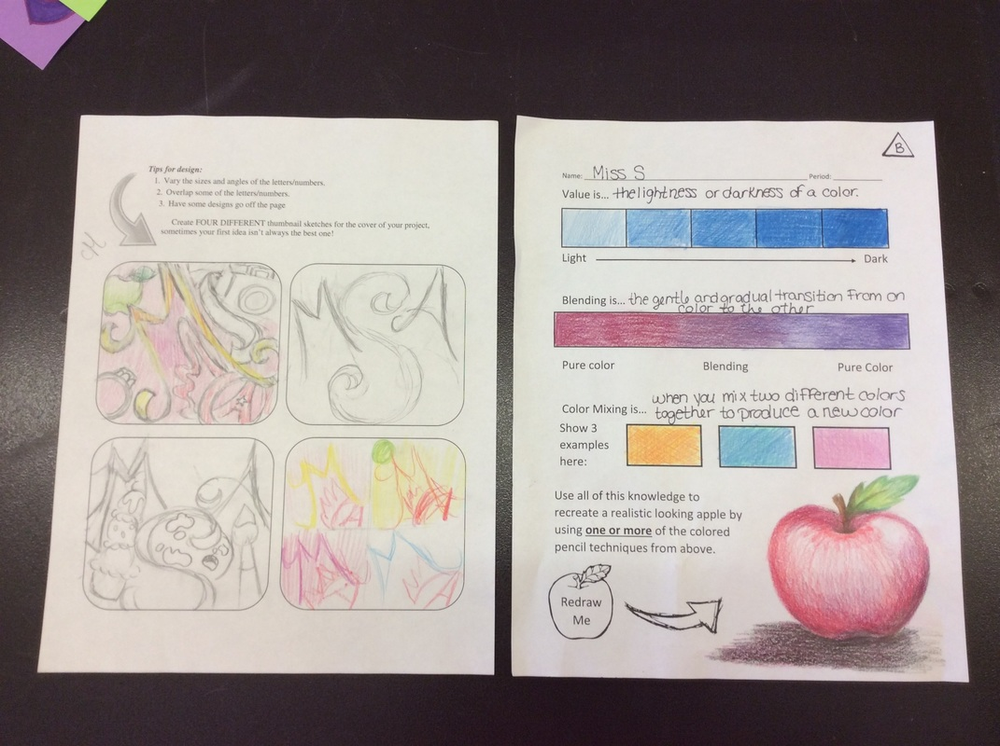 Tips for design:
1. Vary the sizes and angles of the letters/numbers.
2. Overlap some of the letters/numbers.
3. Have some designs go off the page
Create FOUR DIFFERENT thumbnail sketches for the cover of your project,
sometimes your first idea isn't always the best one!
MSA
B
Name: Miss S Period:
Value is... the lightness or darkness of a color.
Light Dark
Blending is... the gentle and gradual transition from on
color to the other
Pure color Blending Pure Color
when you mix two different colors
Color Mixing is... together to produce a new color
Show 3
examples
here:
Use all of this knowledge to
recreate a realistic looking apple by
using one or more of the colored
pencil techniques from above.
Redraw
Me